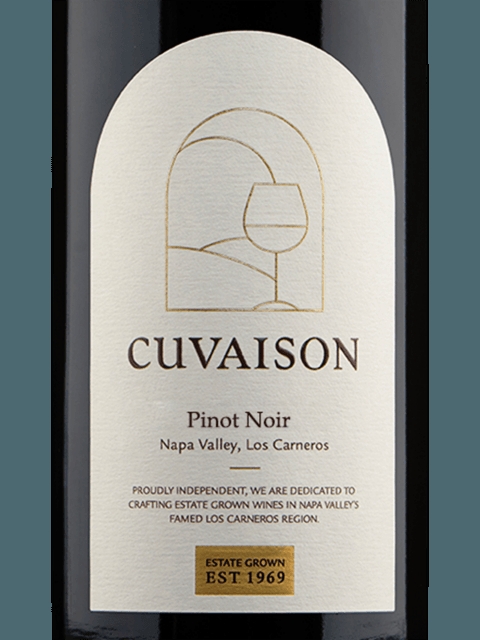 CUVAISON
Pinot Noir
Napa Valley, Los Carneros
PROUDLY INDEPENDENT, WE ARE DEDICATED TO
CRAFTING ESTATE GROWN WINES IN NAPA VALLEY'S
FAMED LOS CARNEROS REGION.
ESTATE GROWN
EST 1969